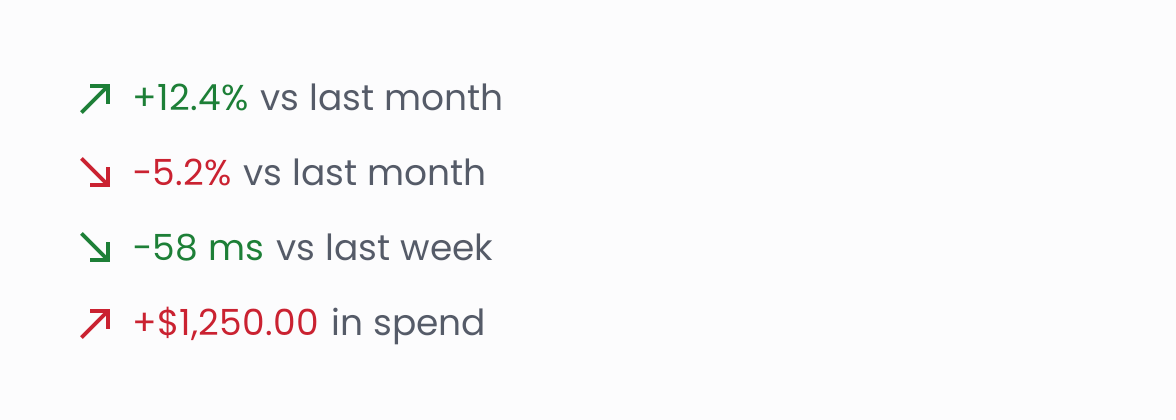 +12.4% vs last month
-5.2% vs last month
-58 ms vs last week
+$1,250.00 in spend